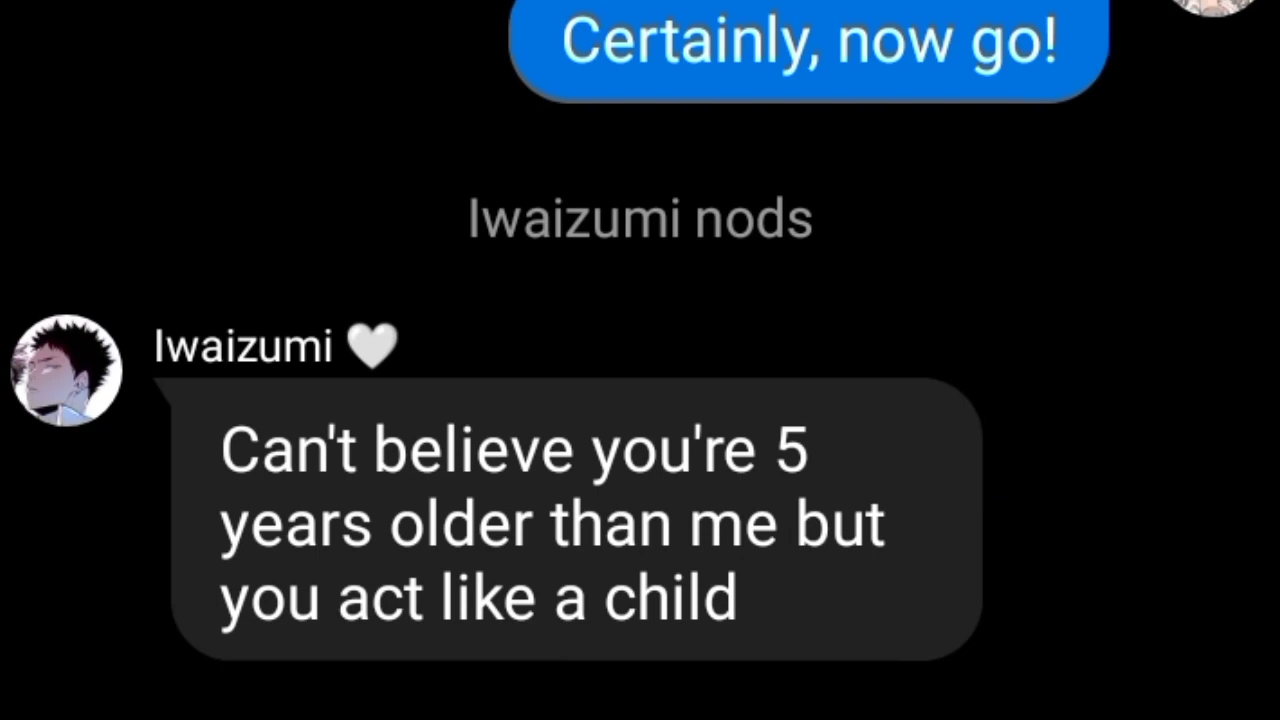 Certainly, now go!
Iwaizumi nods
Iwaizumi 🤍
Can't believe you're 5
years older than me but
you act like a child